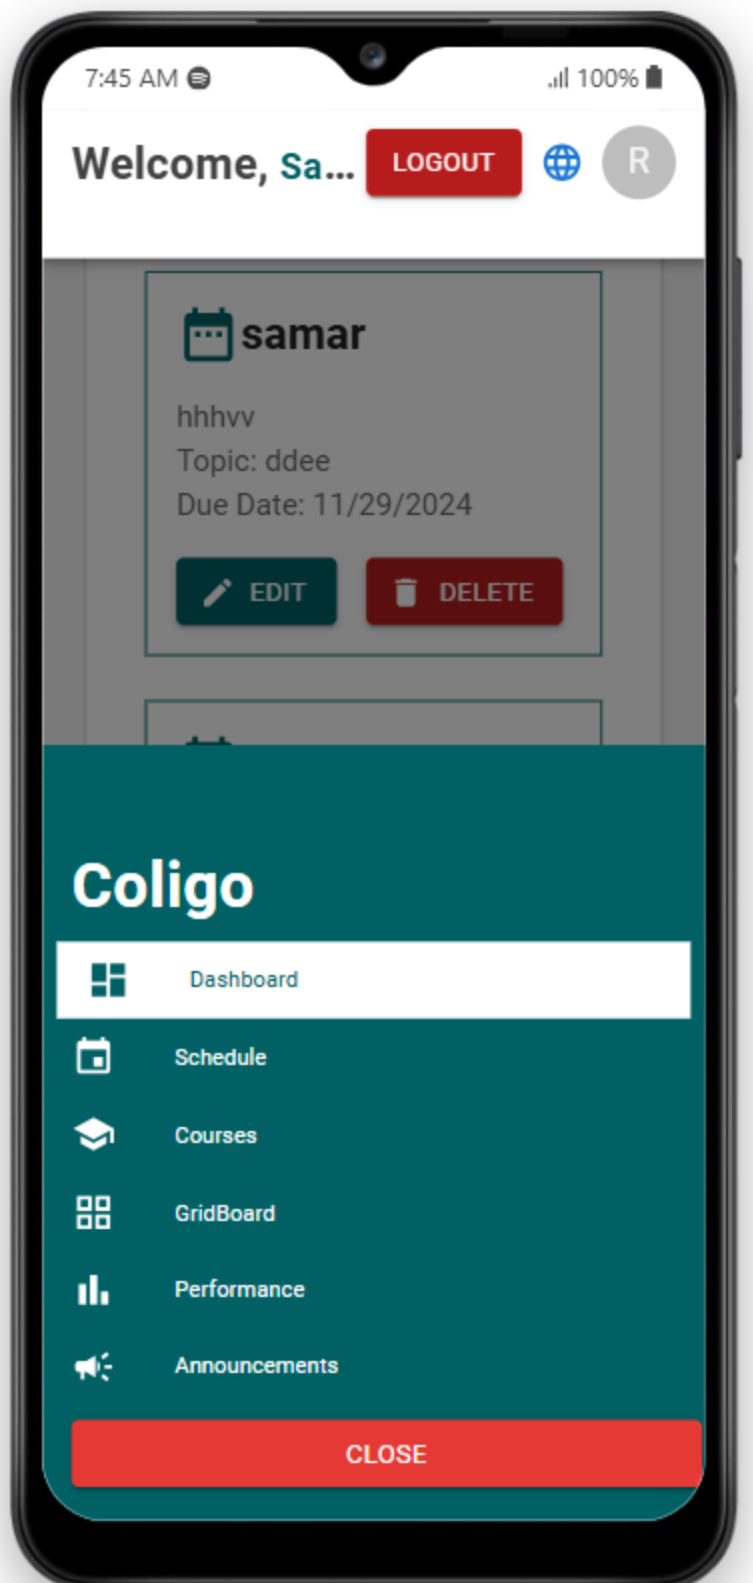 7:45 AM 100%
Welcome, Sa... LOGOUT R
samar
hhhvv
Topic: ddee
Due Date: 11/29/2024
EDIT DELETE
Coligo
Dashboard
Schedule
Courses
GridBoard
Performance
Announcements
CLOSE